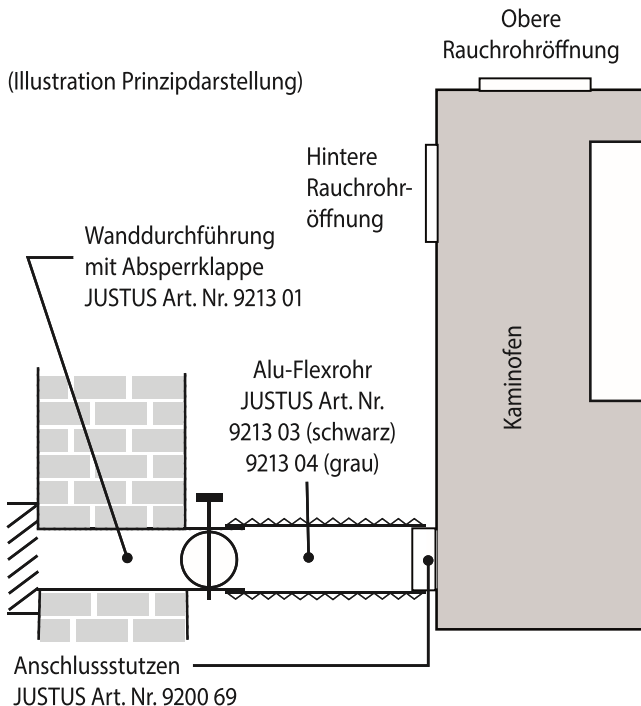 Obere
Rauchrohröffnung
(Illustration Prinzipdarstellung)
Hintere
Rauchrohr-
öffnung
Wanddurchführung
mit Absperrklappe
JUSTUS Art. Nr. 9213 01
Kaminofen
Alu-Flexrohr
JUSTUS Art. Nr.
9213 03 (schwarz)
9213 04 (grau)
Anschlussstutzen
JUSTUS Art. Nr. 9200 69